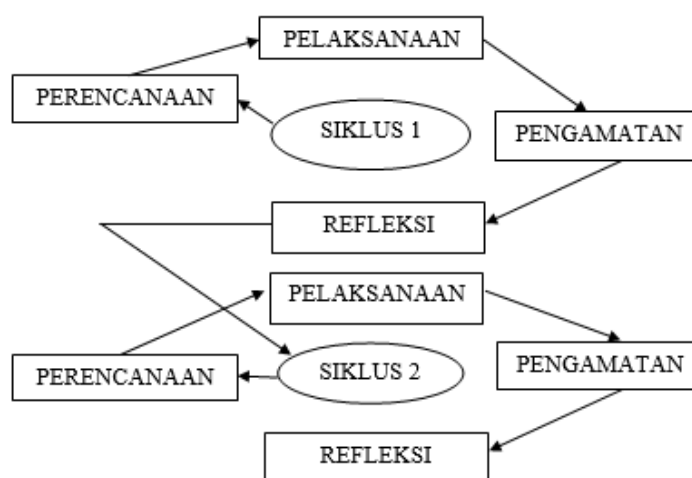 PELAKSANAAN
PERENCANAAN
SIKLUS 1
PENGAMATAN
REFLEKSI
PELAKSANAAN
PERENCANAAN
SIKLUS 2
PENGAMATAN
REFLEKSI